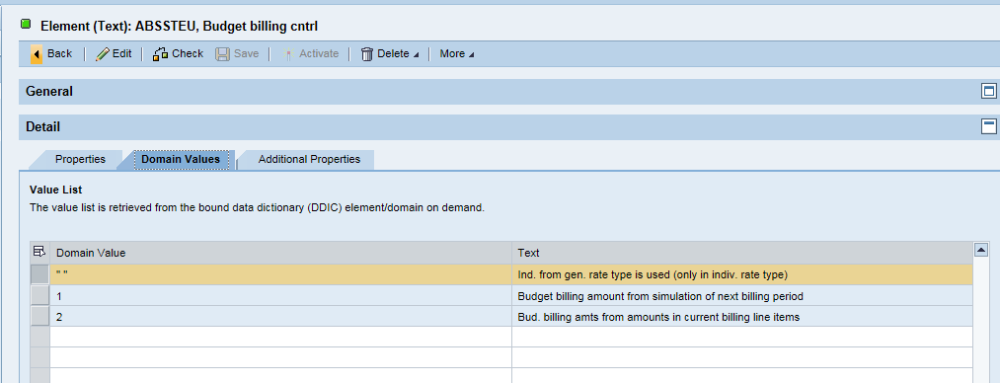 Element (Text): ABSSTEU, Budget billing cntrl
Back Edit Check Save Activate Delete More
General
Detail
Properties Domain Values Additional Properties
Value List
The value list is retrieved from the bound data dictionary (DDIC) element/domain on demand.
Domain Value Text
" " Ind. from gen. rate type is used (only in indiv. rate type)
1 Budget billing amount from simulation of next billing period
2 Bud. billing amts from amounts in current billing line items